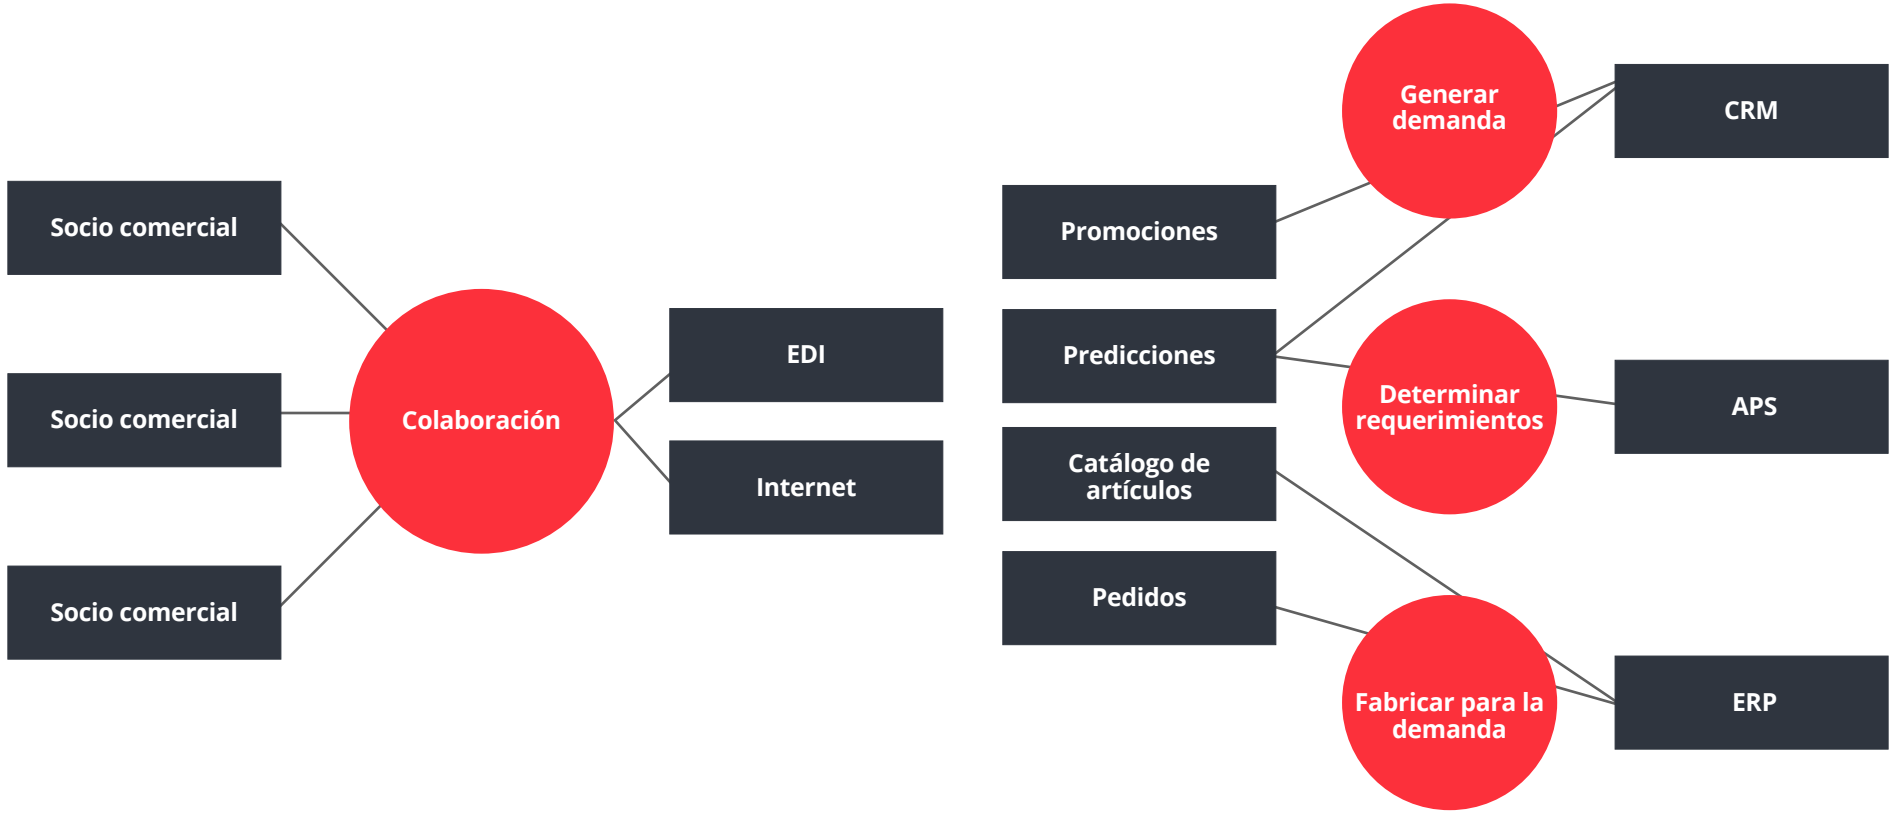 Socio comercial
Socio comercial
Socio comercial
Colaboración
EDI
Internet
Promociones
Predicciones
Catálogo de
artículos
Pedidos
Generar
demanda
Determinar
requerimientos
Fabricar para la
demanda
CRM
APS
ERP